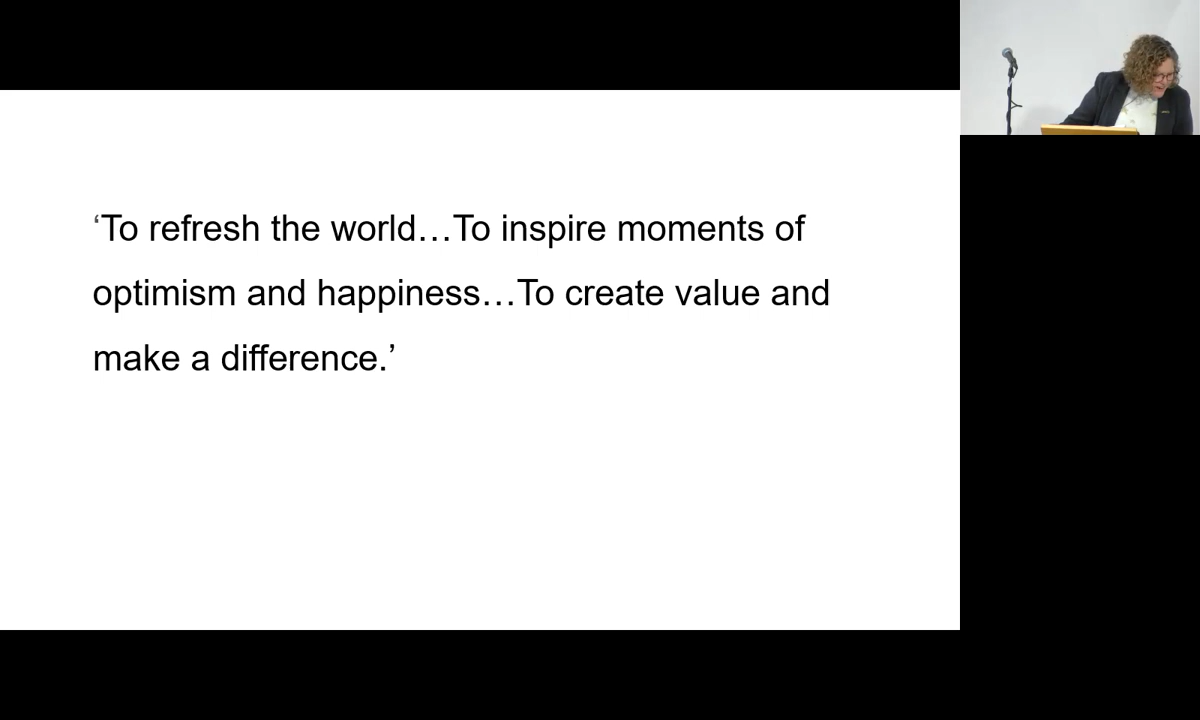 ‘To refresh the world…To inspire moments of
optimism and happiness…To create value and
make a difference.’